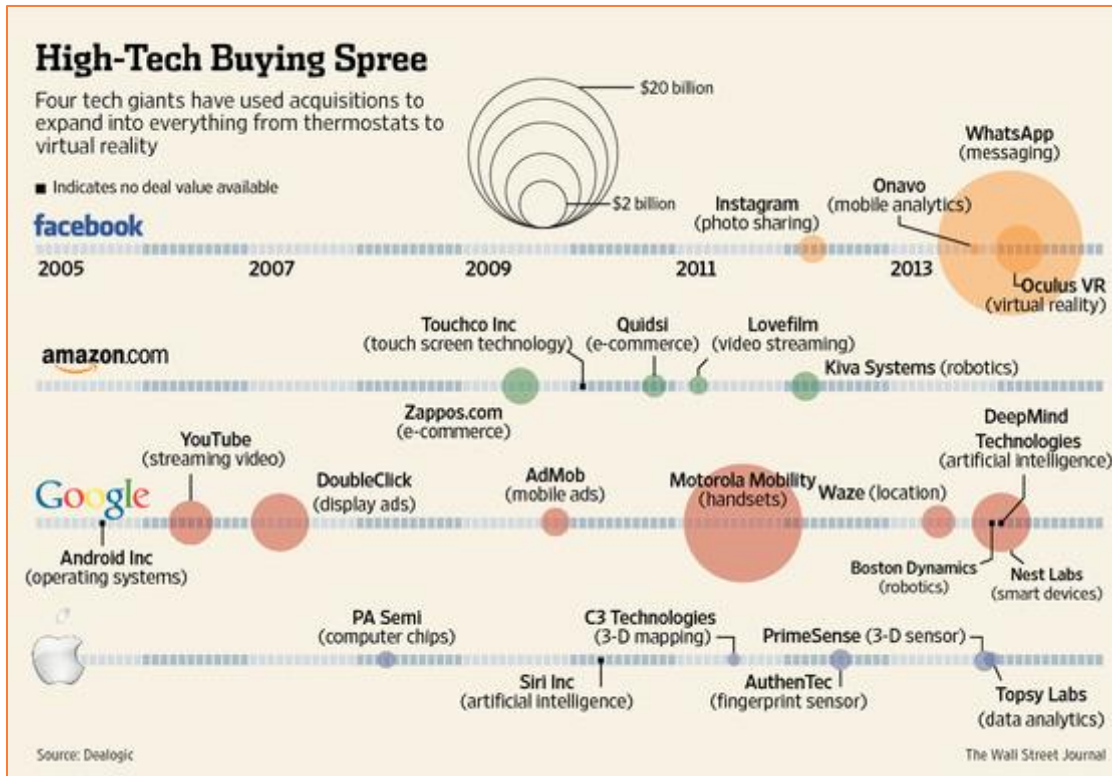 High-Tech Buying Spree
Four tech giants have used acquisitions to
expand into everything from thermostats to
virtual reality
Indicates no deal value available
$20 billion
$2 billion
facebook
WhatsApp
(messaging)
Onavo
(mobile analytics)
Instagram
(photo sharing)
Oculus VR
(virtual reality)
2005
2007
2009
2011
2013
amazon.com
Touchco Inc
(touch screen technology)
Quidsi
(e-commerce)
Lovefilm
(video streaming)
Kiva Systems (robotics)
Zappos.com
(e-commerce)
Google
YouTube
(streaming video)
DoubleClick
(display ads)
AdMob
(mobile ads)
Motorola Mobility
(handsets)
Waze (location)
DeepMind
Technologies
(artificial intelligence)
Android Inc
(operating systems)
Boston Dynamics
(robotics)
Nest Labs
(smart devices)
PA Semi
(computer chips)
C3 Technologies
(3-D mapping)
PrimeSense (3-D sensor)
Siri Inc
(artificial intelligence)
AuthenTec
(fingerprint sensor)
Topsy Labs
(data analytics)
Source: Dealogic
The Wall Street Journal